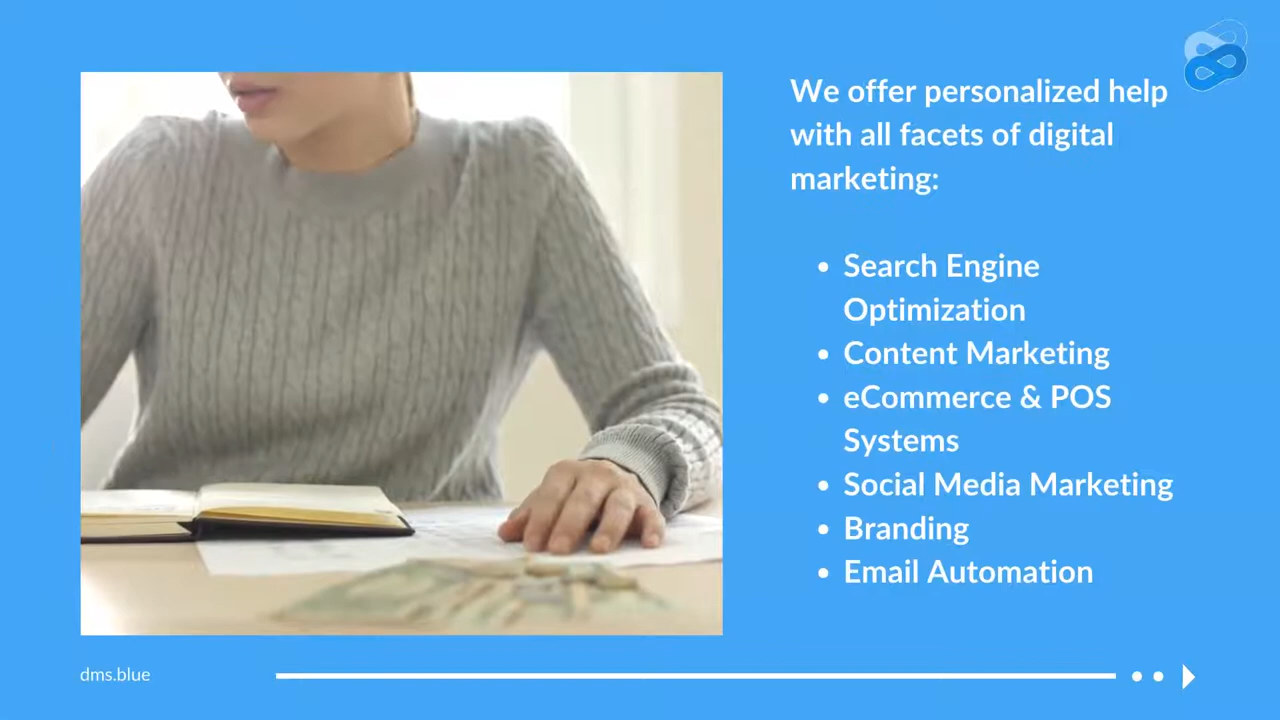 We offer personalized help
with all facets of digital
marketing:
• Search Engine
Optimization
• Content Marketing
• eCommerce & POS
Systems
• Social Media Marketing
• Branding
• Email Automation
dms.blue